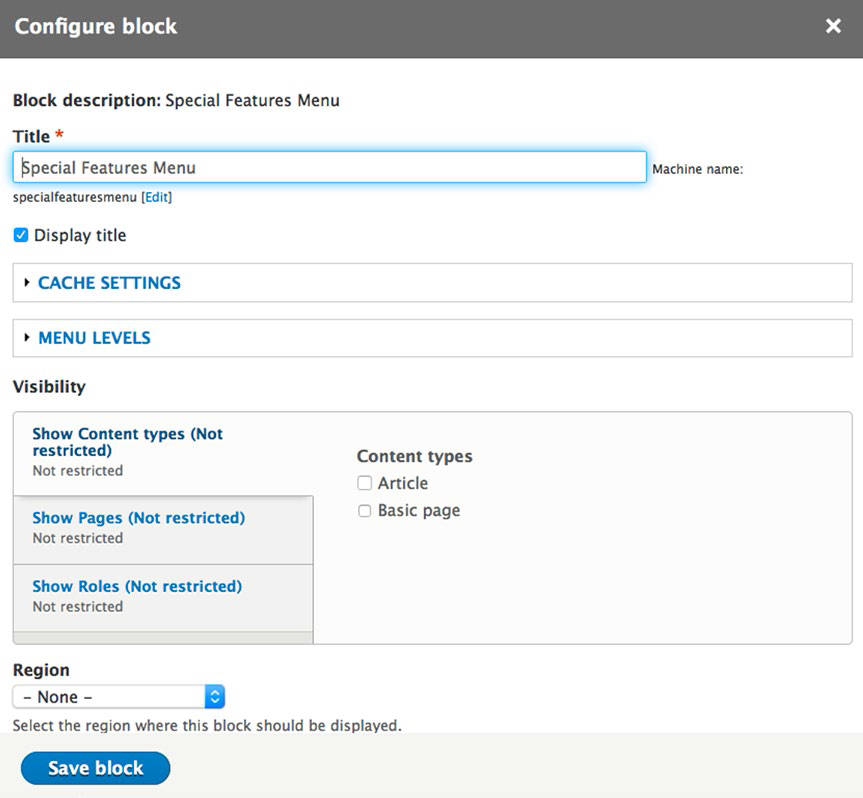 Configure block
Block description: Special Features Menu
Title *
Special Features Menu Machine name:
specialfeaturesmenu [Edit]
Display title
CACHE SETTINGS
MENU LEVELS
Visibility
Show Content types (Not
restricted)
Not restricted
Show Pages (Not restricted)
Not restricted
Show Roles (Not restricted)
Not restricted
Content types
Article
Basic page
Region
– None –
Select the region where this block should be displayed.
Save block